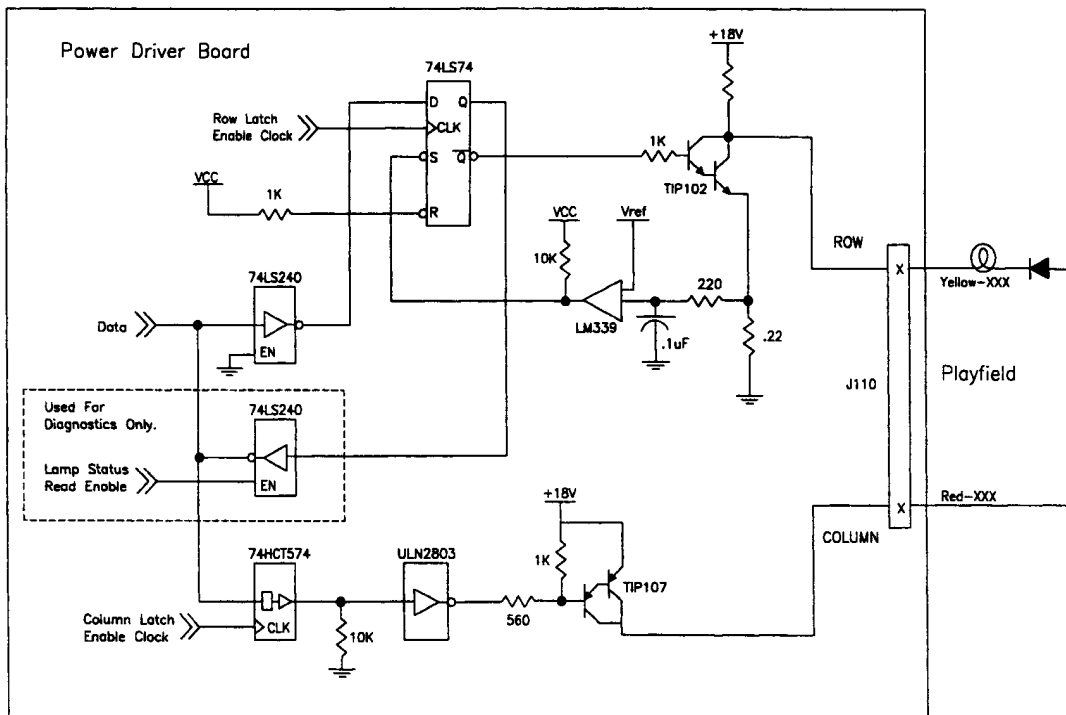 Power Driver Board
+18V
74LS74
D Q
Row Latch
Enable Clock
CLK
S Q
1K
TIP102
VCC
1K
R
VCC
Vref
10K
ROW
X
Yellow-XXX
74LS240
220
LM339
Data
EN
.1uF
.22
Playfield
J110
Used For
Diagnostics Only.
74LS240
Lamp Status
Read Enable
EN
+18V
X
Red-XXX
COLUMN
74HCT574
ULN2803
1K
TIP107
560
Column Latch
Enable Clock
CLK
10K